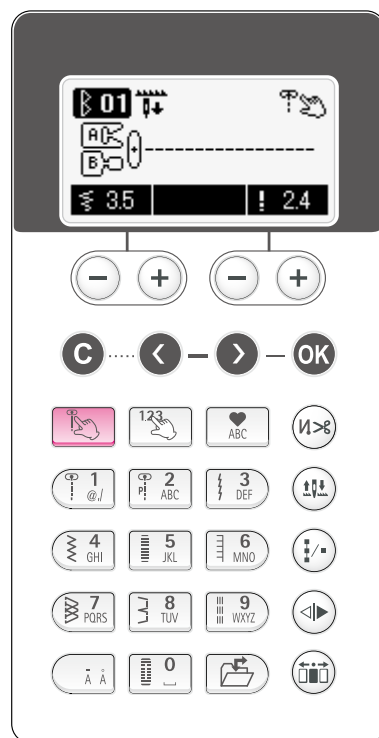 01
A
B
3.5 2.4
C OK
123 ABC
1 @./ 2 ABC 3 DEF
4 GHI 5 JKL 6 MNO
7 PQRS 8 TUV 9 WXYZ
Ā Ä 0